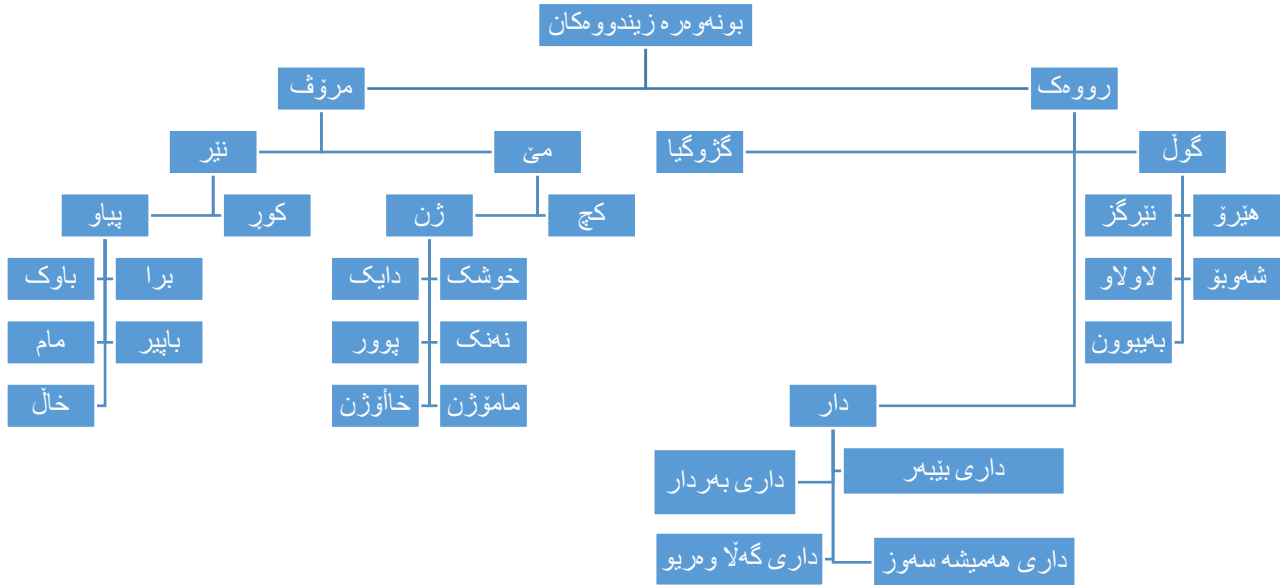 بونەوەرە زیندووەکان
رووەک
مرۆڤ
گوڵ
گژوگیا
مێ
نێر
هێرۆ
نێرگز
کچ
ژن
کوڕ
پیاو
شەوبۆ
لاولاو
خوشک
دایک
برا
باوک
بەیبوون
نەنک
پوور
باپیر
مام
مامۆژن
خاأۆژن
خاڵ
دار
داری بێبەر
داری بەردار
داری هەمیشە سەوز
داری گەڵا وەریو